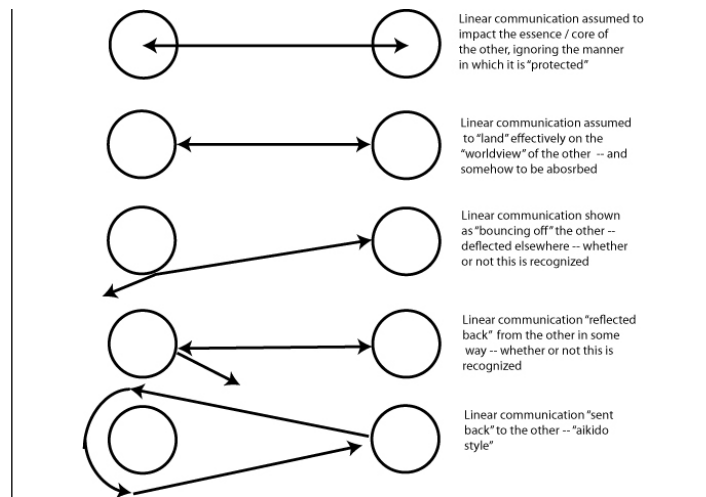 Linear communication assumed to
impact the essence / core of
the other, ignoring the manner
in which it is "protected"
Linear communication assumed
to "land" effectively on the
"worldview" of the other -- and
somehow to be abosrbed
Linear communication shown
as "bouncing off" the other --
deflected elsewhere -- whether
or not this is recognized
Linear communication "reflected
back" from the other in some
way -- whether or not this is
recognized
Linear communication "sent
back" to the other -- "aikido
style"